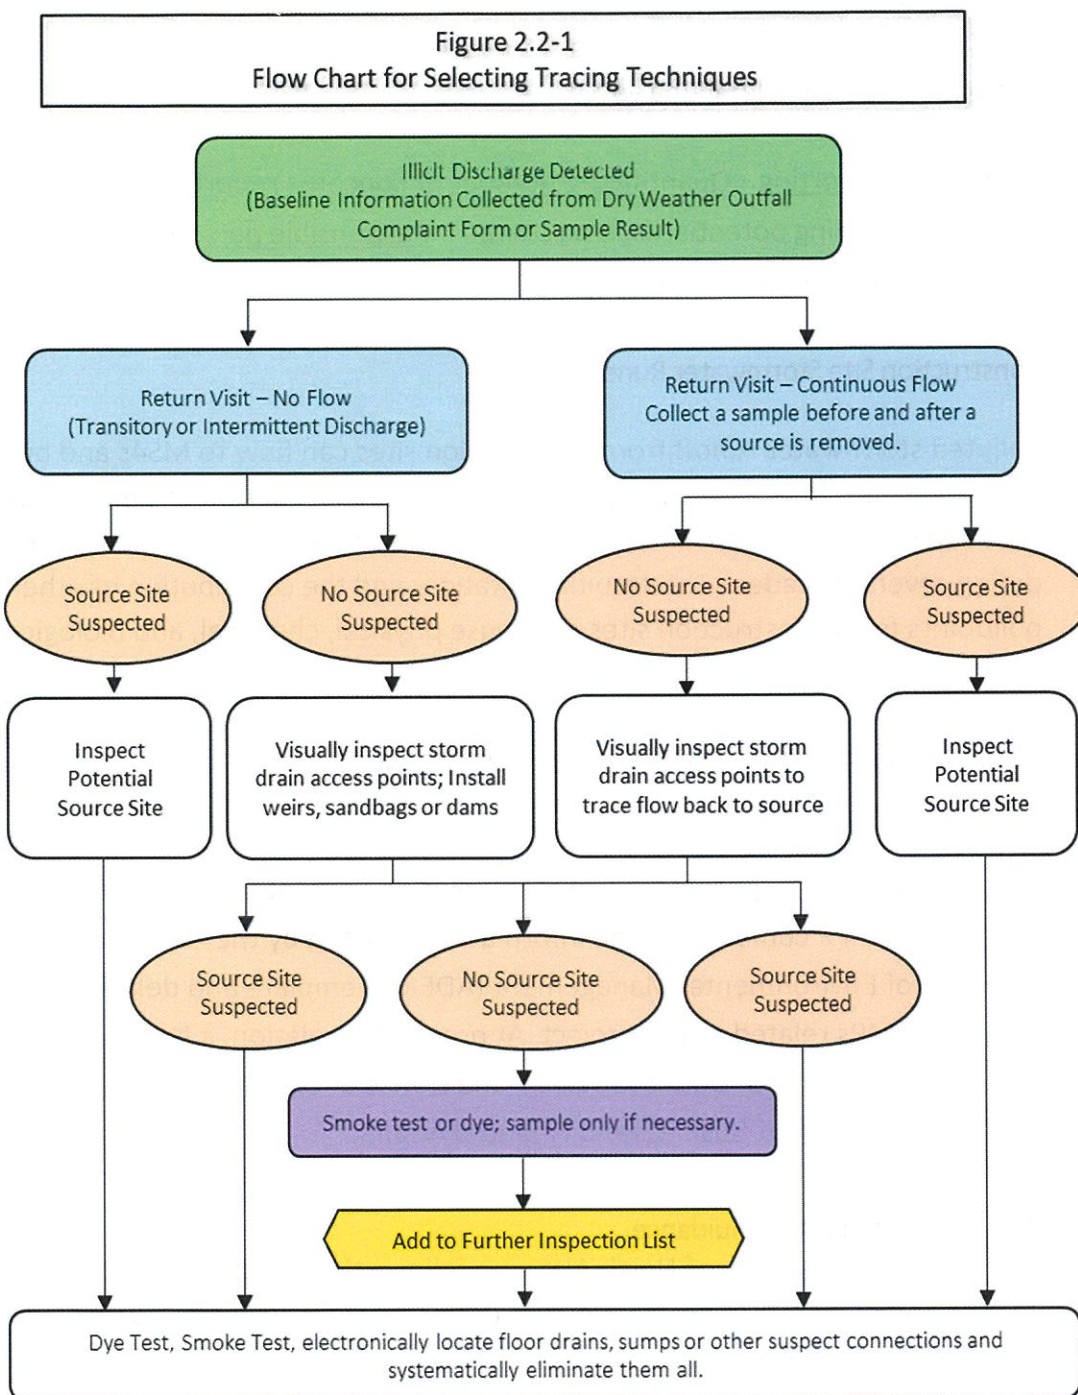 Figure 2.2-1
Flow Chart for Selecting Tracing Techniques
Illicit Discharge Detected
(Baseline Information Collected from Dry Weather Outfall
Complaint Form or Sample Result)
Return Visit – No Flow
(Transitory or Intermittent Discharge)
Return Visit – Continuous Flow
Collect a sample before and after a
source is removed.
Source Site
Suspected
No Source Site
Suspected
No Source Site
Suspected
Source Site
Suspected
Inspect
Potential
Source Site
Visually inspect storm
drain access points; Install
weirs, sandbags or dams
Visually inspect storm
drain access points to
trace flow back to source
Inspect
Potential
Source Site
Source Site
Suspected
No Source Site
Suspected
Source Site
Suspected
Smoke test or dye; sample only if necessary.
Add to Further Inspection List
Dye Test, Smoke Test, electronically locate floor drains, sumps or other suspect connections and
systematically eliminate them all.